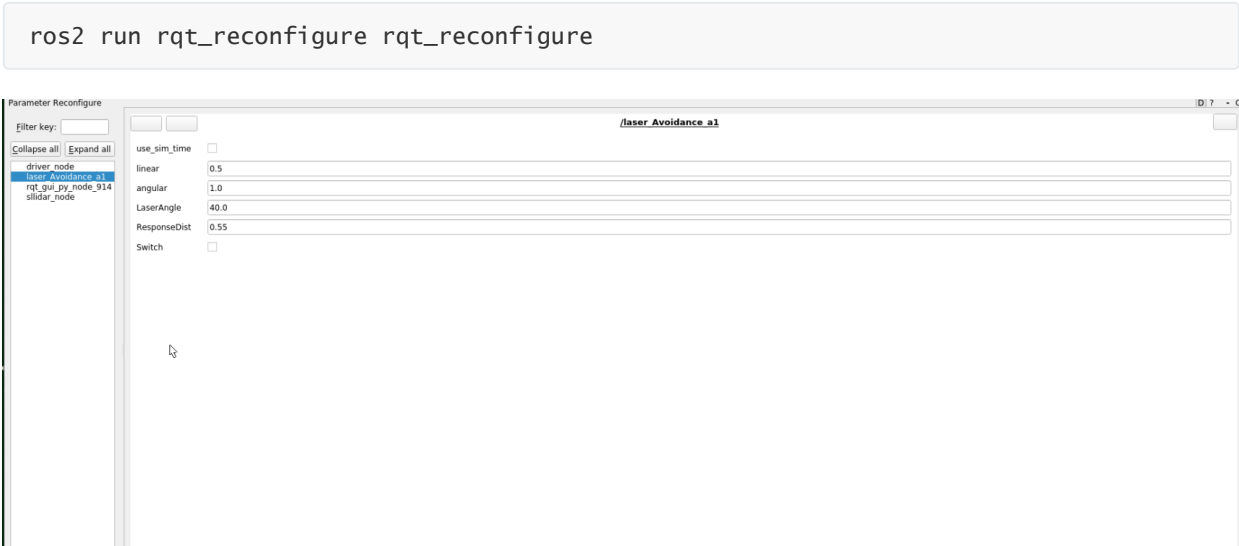 ros2 run rqt_reconfigure rqt_reconfigure
Parameter Reconfigure
D ? - O
Filter key:
/laser_Avoidance_a1
Collapse all Expand all
use_sim_time
driver_node
linear 0.5
laser_Avoidance_a1
rqt_gui_py_node_914
angular 1.0
sllidar_node
LaserAngle 40.0
ResponseDist 0.55
Switch